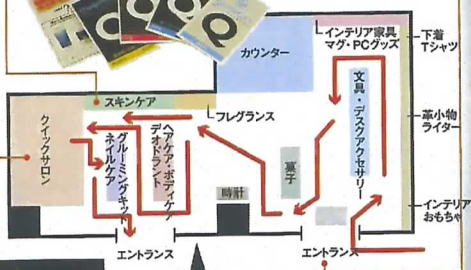 カウンター
インテリア家具
マグ・PCグッズ
下着
Tシャツ
スキンケア
フレグランス
文具・デスクアクセサリー
革小物
ライター
クイックサロン
グルーミングキット
ネイルケア
ヘアケア・ボディケア
デオドラント
菓子
時計
インテリア
おもちゃ
エントランス
エントランス